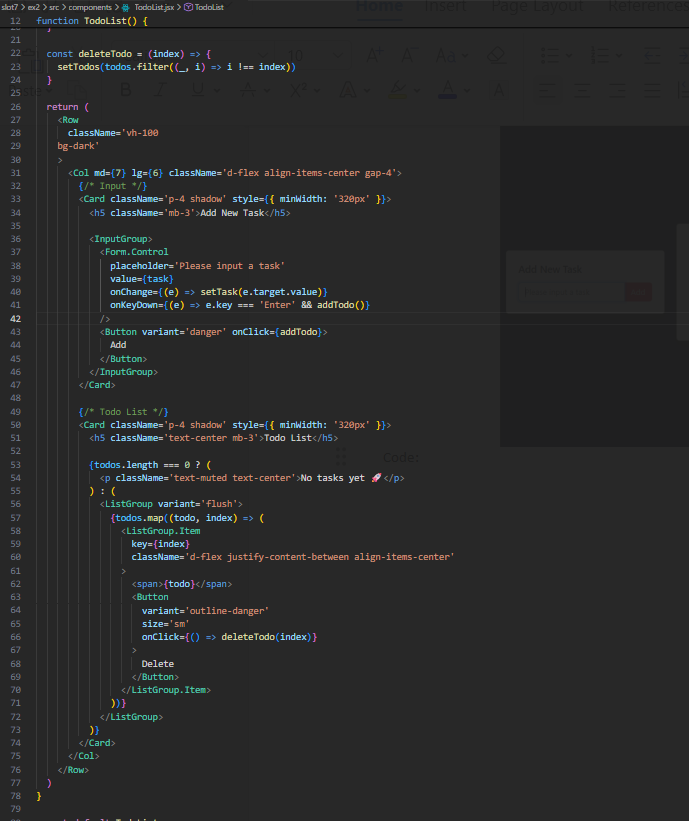 slot7 > ex2 > src > components > TodoList.jsx > TodoList
Home Insert Page Layout References
12 function TodoList() {
20 }
21
22 const deleteTodo = (index) => {
23 setTodos(todos.filter((_, i) => i !== index))
24 }
25
26 return (
27 <Row
28 className='vh-100
29 bg-dark'
30 >
31 <Col md={7} lg={6} className='d-flex align-items-center gap-4'>
32 {/* Input */}
33 <Card className='p-4 shadow' style={{ minWidth: '320px' }}>
34 <h5 className='mb-3'>Add New Task</h5>
35
36 <InputGroup>
37 <Form.Control
38 placeholder='Please input a task'
39 value={task}
40 onChange={(e) => setTask(e.target.value)}
41 onKeyDown={(e) => e.key === 'Enter' && addTodo()}
42 />
43 <Button variant='danger' onClick={addTodo}>
44 Add
45 </Button>
46 </InputGroup>
47 </Card>
48
49 {/* Todo List */}
50 <Card className='p-4 shadow' style={{ minWidth: '320px' }}>
51 <h5 className='text-center mb-3'>Todo List</h5>
52
53 {todos.length === 0 ? (
54 <p className='text-muted text-center'>No tasks yet 🚀</p>
55 ) : (
56 <ListGroup variant='flush'>
57 {todos.map((todo, index) => (
58 <ListGroup.Item
59 key={index}
60 className='d-flex justify-content-between align-items-center'
61 >
62 <span>{todo}</span>
63 <Button
64 variant='outline-danger'
65 size='sm'
66 onClick={() => deleteTodo(index)}
67 >
68 Delete
69 </Button>
70 </ListGroup.Item>
71 ))}
72 </ListGroup>
73 )}
74 </Card>
75 </Col>
76 </Row>
77 )
78 }
79
Add New Task
Code: